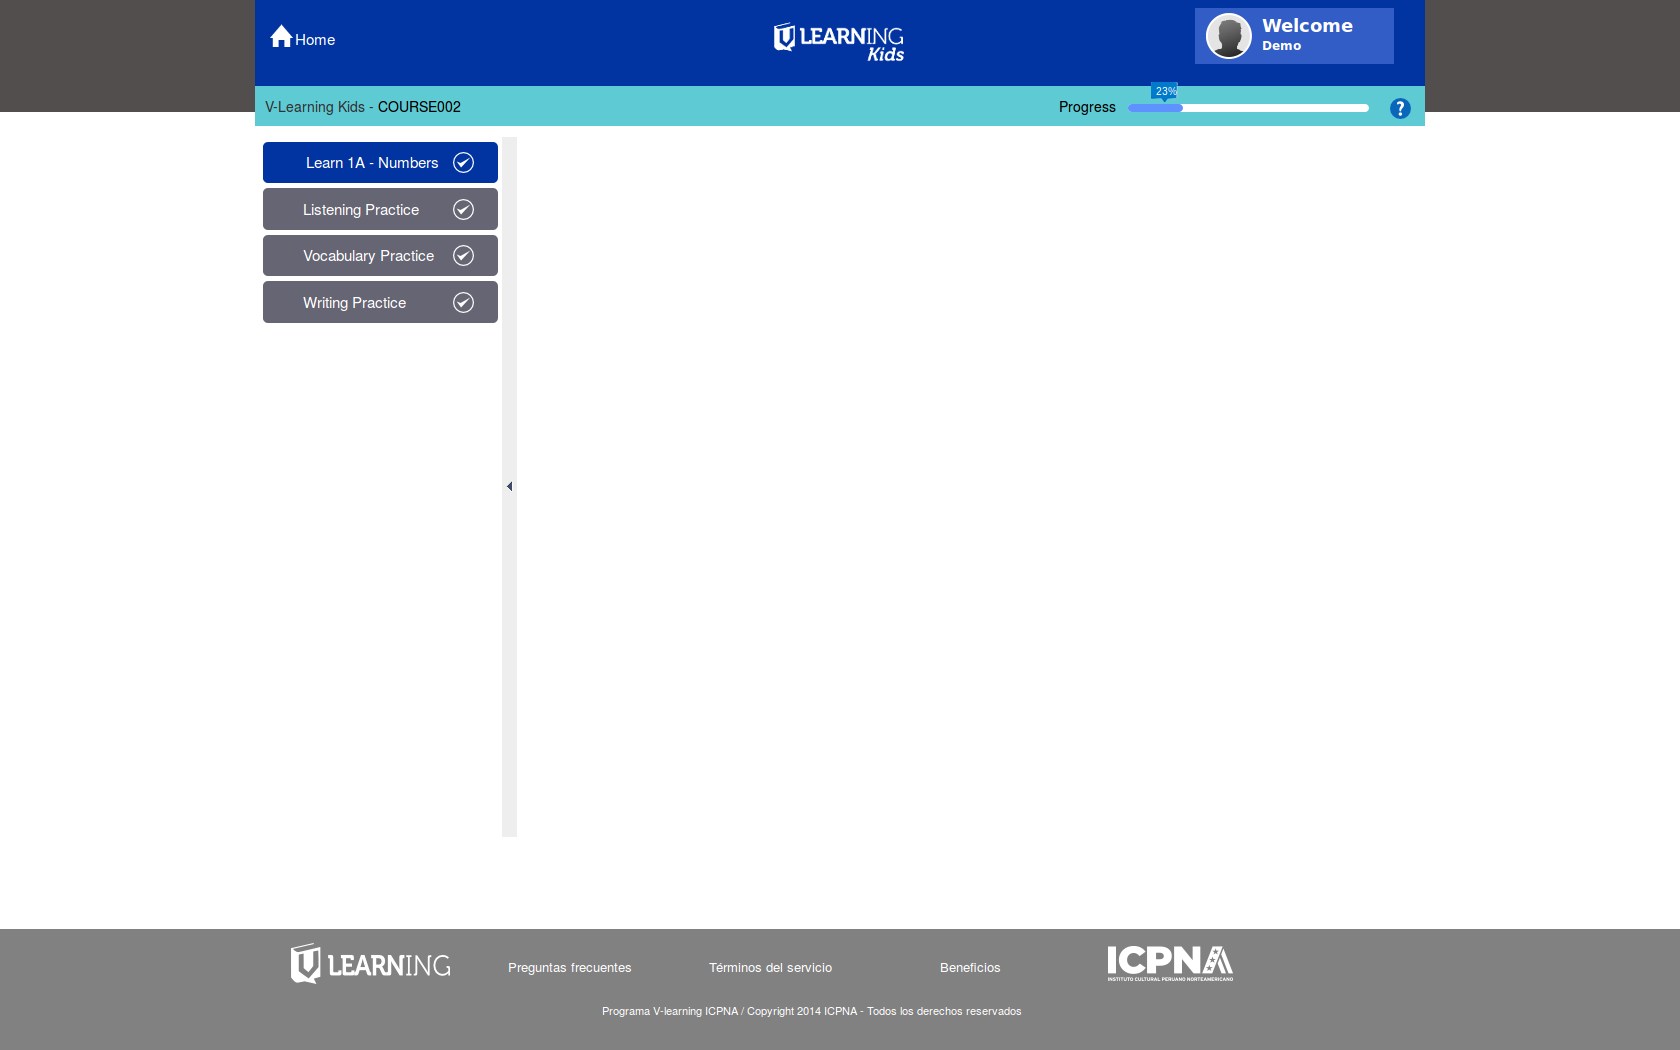 Home
LEARNING
Kids
Welcome
Demo
V-Learning Kids - COURSE002
Progress
23%
?
Learn 1A - Numbers
Listening Practice
Vocabulary Practice
Writing Practice
LEARNING
Preguntas frecuentes
Términos del servicio
Beneficios
ICPNA
INSTITUTO CULTURAL PERUANO NORTEAMERICANO
Programa V-learning ICPNA / Copyright 2014 ICPNA - Todos los derechos reservados